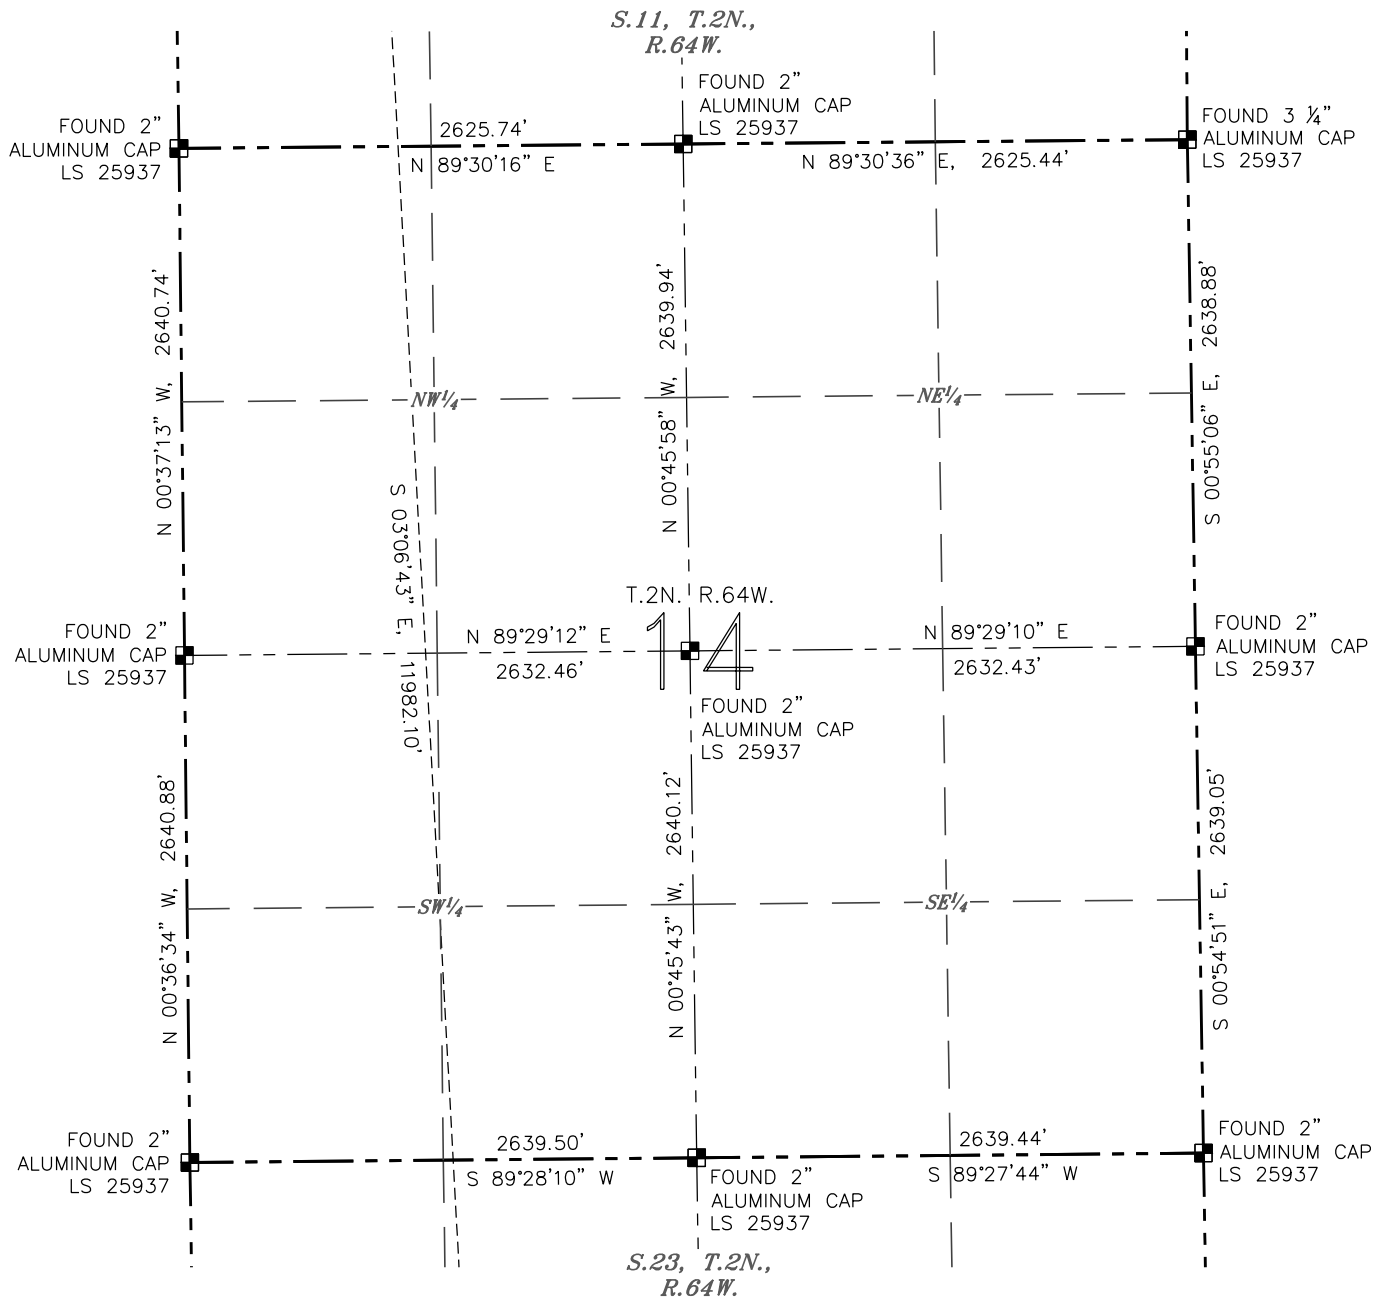 S.11, T.2N.,
R.64W.
FOUND 2"
ALUMINUM CAP
LS 25937
FOUND 2"
ALUMINUM CAP
LS 25937
FOUND 3 ¼"
ALUMINUM CAP
LS 25937
2625.74'
N 89°30'16" E
N 89°30'36" E, 2625.44'
N 00°37'13" W, 2640.74'
N 00°45'58" W, 2639.94'
S 00°55'06" E, 2638.88'
NW¼
NE¼
S 03°06'43" E, 11982.10'
T.2N. R.64W.
14
FOUND 2"
ALUMINUM CAP
LS 25937
N 89°29'12" E
2632.46'
N 89°29'10" E
2632.43'
FOUND 2"
ALUMINUM CAP
LS 25937
FOUND 2"
ALUMINUM CAP
LS 25937
N 00°36'34" W, 2640.88'
N 00°45'43" W, 2640.12'
S 00°54'51" E, 2639.05'
SW¼
SE¼
FOUND 2"
ALUMINUM CAP
LS 25937
2639.50'
S 89°28'10" W
2639.44'
S 89°27'44" W
FOUND 2"
ALUMINUM CAP
LS 25937
FOUND 2"
ALUMINUM CAP
LS 25937
S.23, T.2N.,
R.64W.